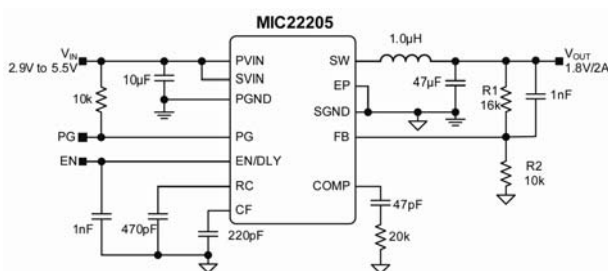 MIC22205
VIN
2.9V to 5.5V
10k
PG
EN
1nF
470pF
10µF
220pF
PVIN
SVIN
PGND
PG
EN/DLY
RC
CF
SW
EP
SGND
FB
COMP
1.0µH
47µF
R1
16k
1nF
VOUT
1.8V/2A
R2
10k
47pF
20k